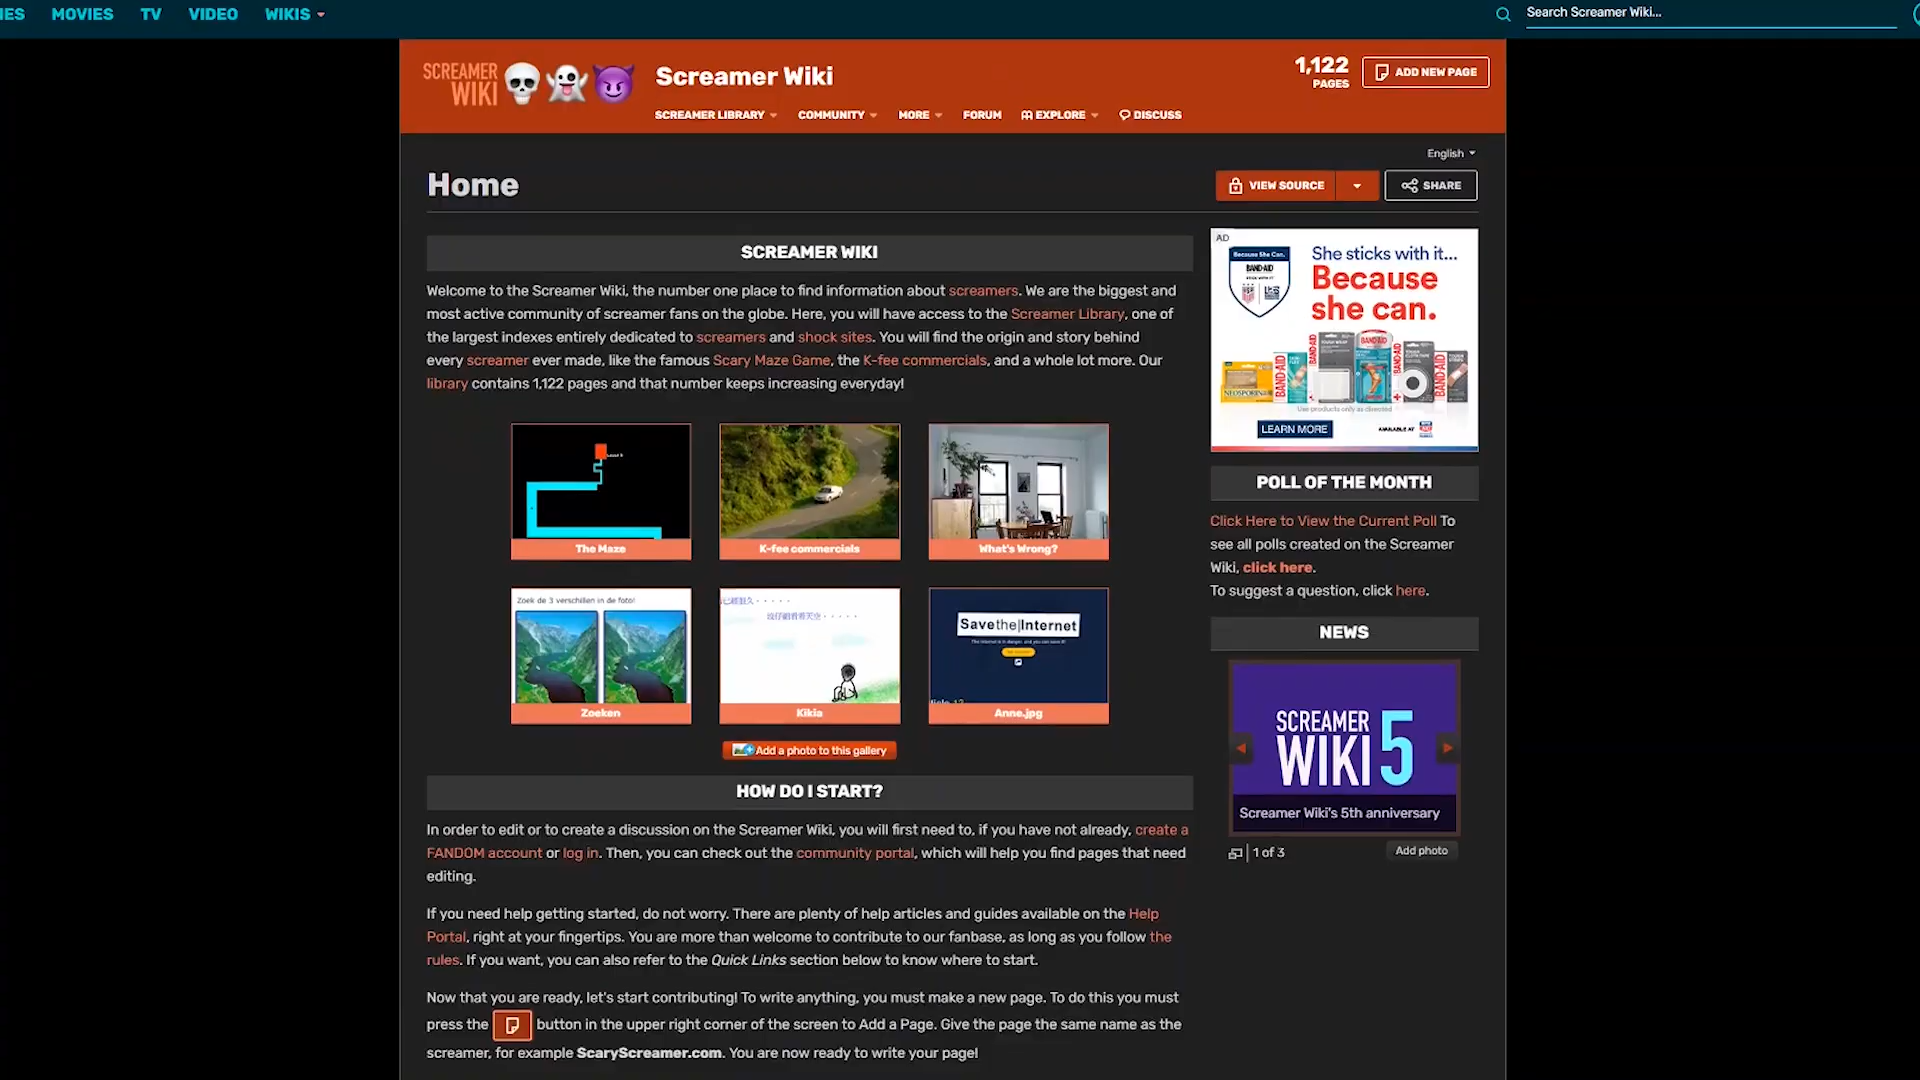 IES MOVIES TV VIDEO WIKIS
Search Screamer Wiki...
SCREAMER
WIKI
Screamer Wiki
1,122
PAGES
ADD NEW PAGE
SCREAMER LIBRARY COMMUNITY MORE FORUM EXPLORE DISCUSS
English
Home
VIEW SOURCE
SHARE
SCREAMER WIKI
Welcome to the Screamer Wiki, the number one place to find information about screamers. We are the biggest and
most active community of screamer fans on the globe. Here, you will have access to the Screamer Library, one of
the largest indexes entirely dedicated to screamers and shock sites. You will find the origin and story behind
every screamer ever made, like the famous Scary Maze Game, the K-fee commercials, and a whole lot more. Our
library contains 1,122 pages and that number keeps increasing everyday!
The Maze
K-fee commercials
What's Wrong?
Zoek de 3 verschillen in de foto!
Zoeken
Kikia
SavetheInternet
Anne.jpg
Add a photo to this gallery
HOW DO I START?
In order to edit or to create a discussion on the Screamer Wiki, you will first need to, if you have not already, create a
FANDOM account or log in. Then, you can check out the community portal, which will help you find pages that need
editing.
If you need help getting started, do not worry. There are plenty of help articles and guides available on the Help
Portal, right at your fingertips. You are more than welcome to contribute to our fanbase, as long as you follow the
rules. If you want, you can also refer to the Quick Links section below to know where to start.
Now that you are ready, let's start contributing! To write anything, you must make a new page. To do this you must
press the button in the upper right corner of the screen to Add a Page. Give the page the same name as the
screamer, for example ScaryScreamer.com. You are now ready to write your page!
AD
Because She Can.
BAND-AID
She sticks with it...
Because
she can.
BAND-AID
NEOSPORIN
Use products only as directed
LEARN MORE
AVAILABLE AT
POLL OF THE MONTH
Click Here to View the Current Poll To
see all polls created on the Screamer
Wiki, click here.
To suggest a question, click here.
NEWS
SCREAMER
WIKI 5
Screamer Wiki's 5th anniversary
1 of 3
Add photo